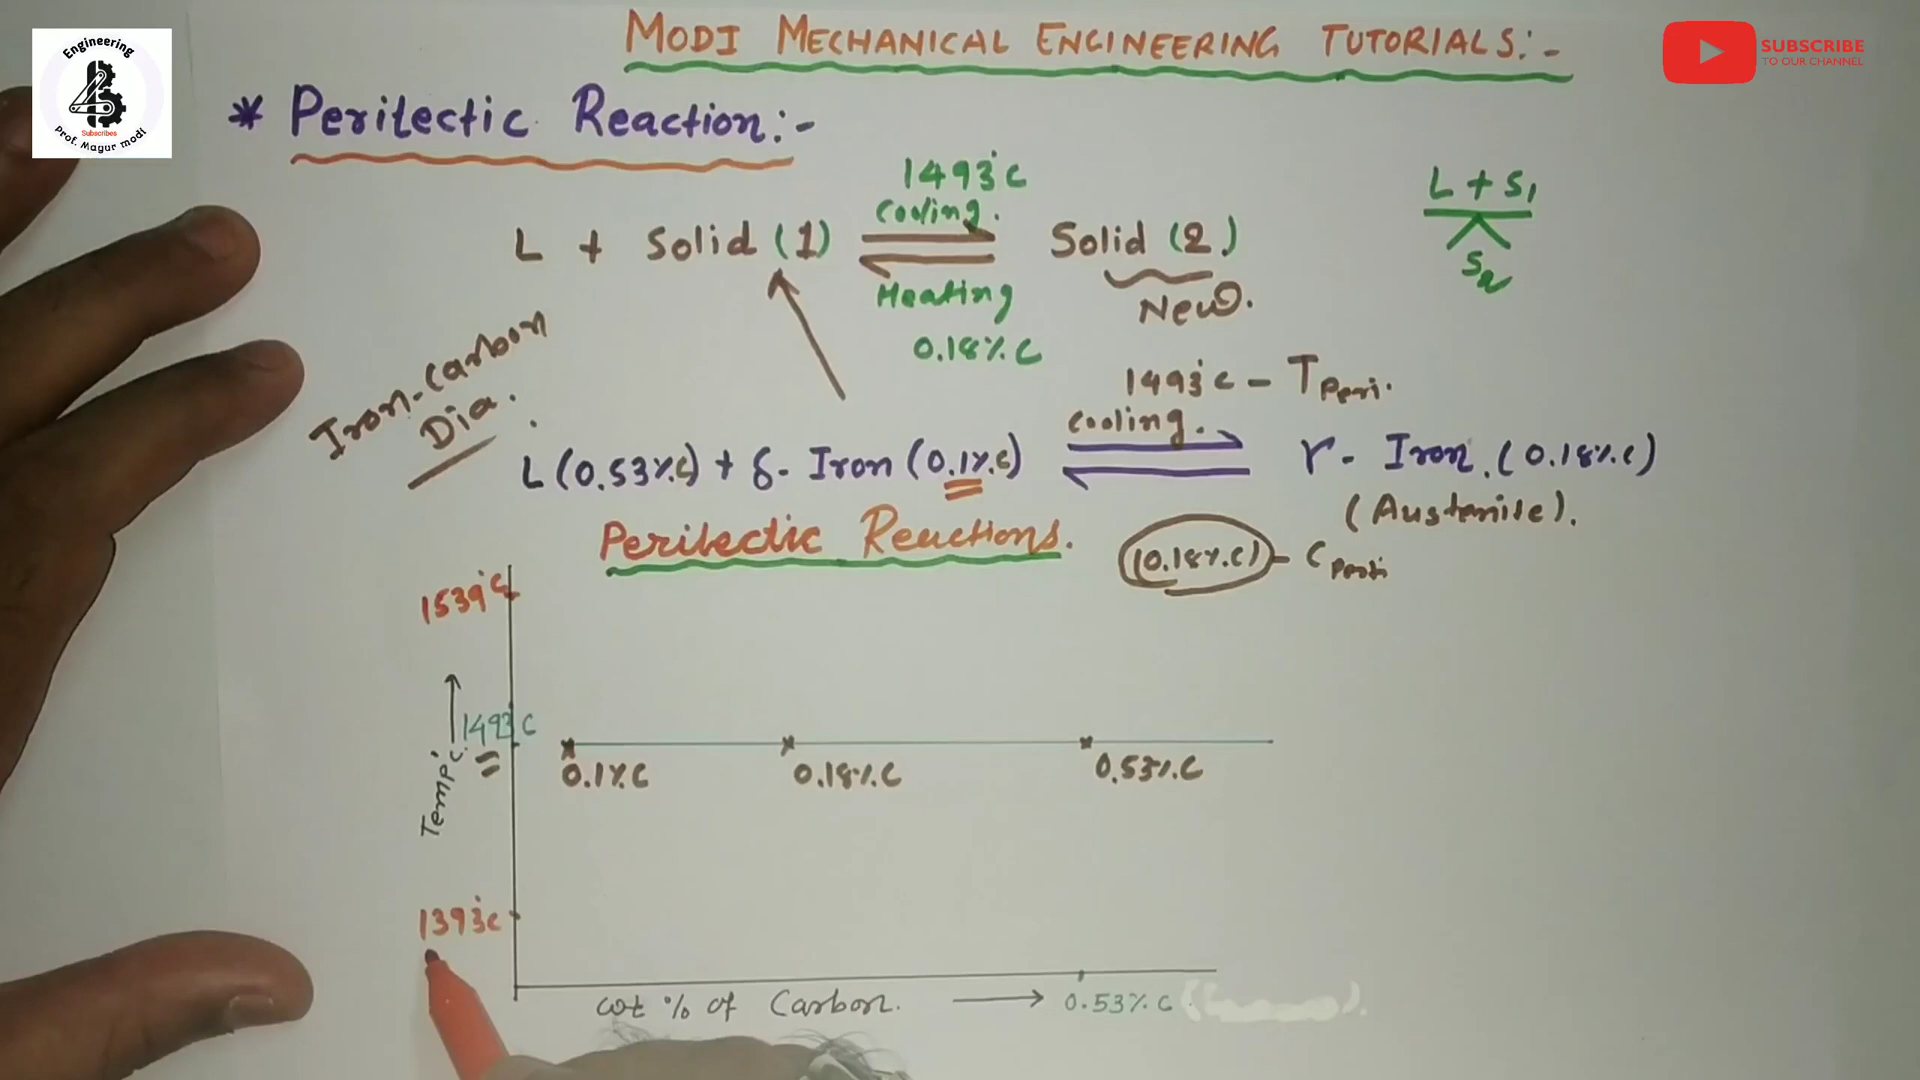 MODI MECHANICAL ENGINEERING TUTORIALS:-
SUBSCRIBE
TO OUR CHANNEL
Engineering
Subscribes
Prof. Mayur modi
* Peritectic Reaction:-
1493°C
Cooling.
L + Solid (1) Solid (2)
Heating
New.
0.18%C
L + S1
S2
Iron-Carbon
Dia.
1493°C - TPeri.
Cooling.
L (0.53%C) + δ - Iron (0.1%C) γ - Iron. (0.18%C)
(Austenite).
Peritectic Reactions.
(0.18%C) - CPeri
1539°C
1493°C
Temp°C
0.1%C 0.18%C 0.53%C
1393°C
wt % of Carbon. → 0.53%C